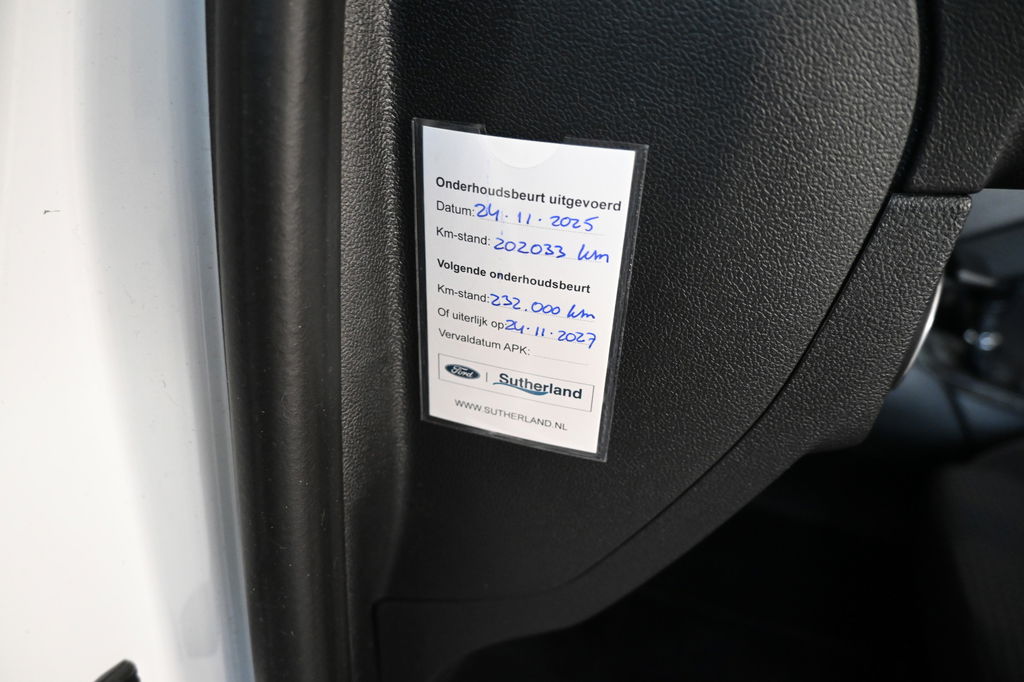 Onderhoudsbeurt uitgevoerd
Datum: 24.11.2025
Km-stand: 202033 km
Volgende onderhoudsbeurt
Km-stand: 232.000 km
Of uiterlijk op 24.11.2027
Vervaldatum APK:
Ford | Sutherland
WWW.SUTHERLAND.NL